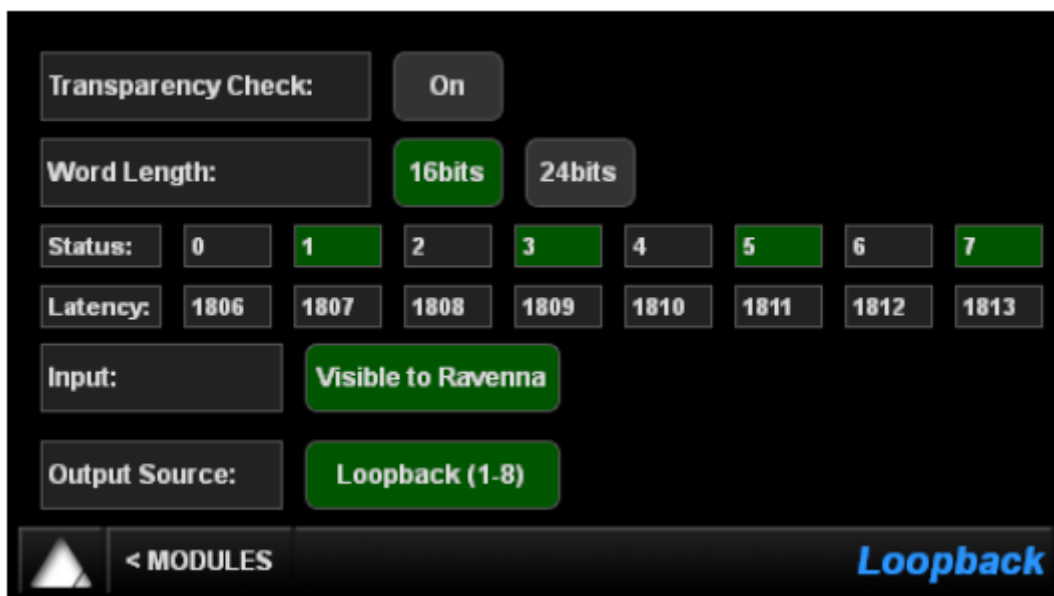 Transparency Check: On
Word Length: 16bits 24bits
Status: 0 1 2 3 4 5 6 7
Latency: 1806 1807 1808 1809 1810 1811 1812 1813
Input: Visible to Ravenna
Output Source: Loopback (1-8)
< MODULES Loopback